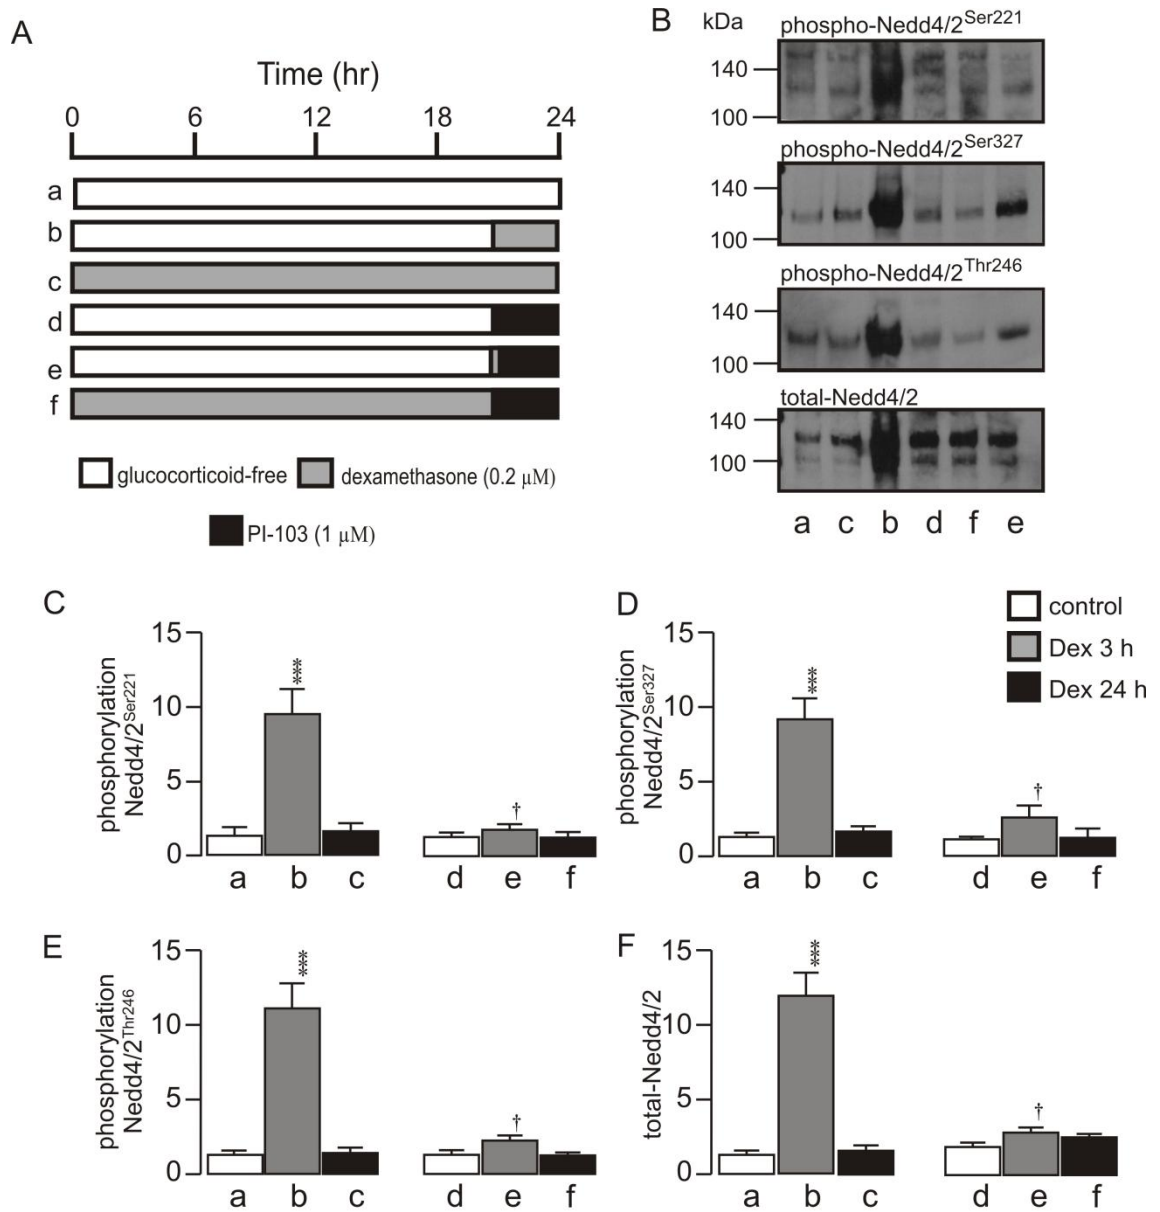 A
Time (hr)
0 6 12 18 24
a
b
c
d
e
f
glucocorticoid-free dexamethasone (0.2 µM)
PI-103 (1 µM)
B kDa
phospho-Nedd4/2Ser221
140
100
phospho-Nedd4/2Ser327
140
100
phospho-Nedd4/2Thr246
140
100
total-Nedd4/2
140
100
a c b d f e
C
phosphorylation
Nedd4/2Ser221
15
10
5
0
***
†
a b c d e f
D
phosphorylation
Nedd4/2Ser327
15
10
5
0
***
†
a b c d e f
control
Dex 3 h
Dex 24 h
E
phosphorylation
Nedd4/2Thr246
15
10
5
0
***
†
a b c d e f
F
total-Nedd4/2
15
10
5
0
***
†
a b c d e f